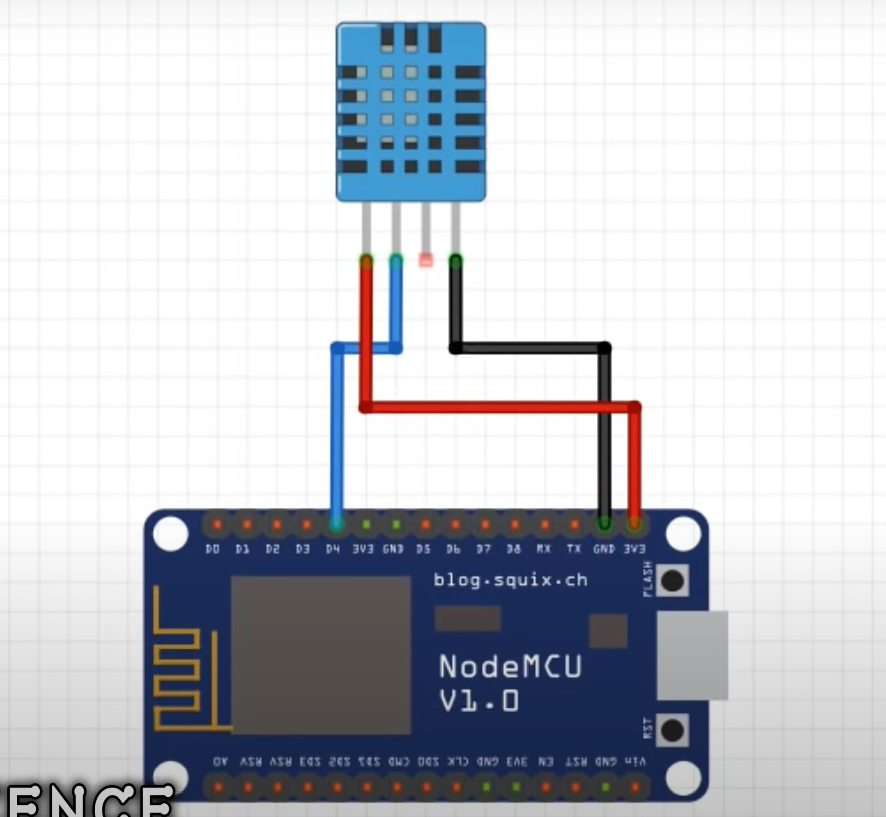 D0 D1 D2 D3 D4 3V3 GND D5 D6 D7 D8 RX TX GND 3V3
blog.squix.ch
FLASH
NodeMCU
V1.0
RST
A0 RSV RSV SD3 SD2 SD1 CMD SD0 CLK GND 3V3 EN RST GND Vin
ENCE